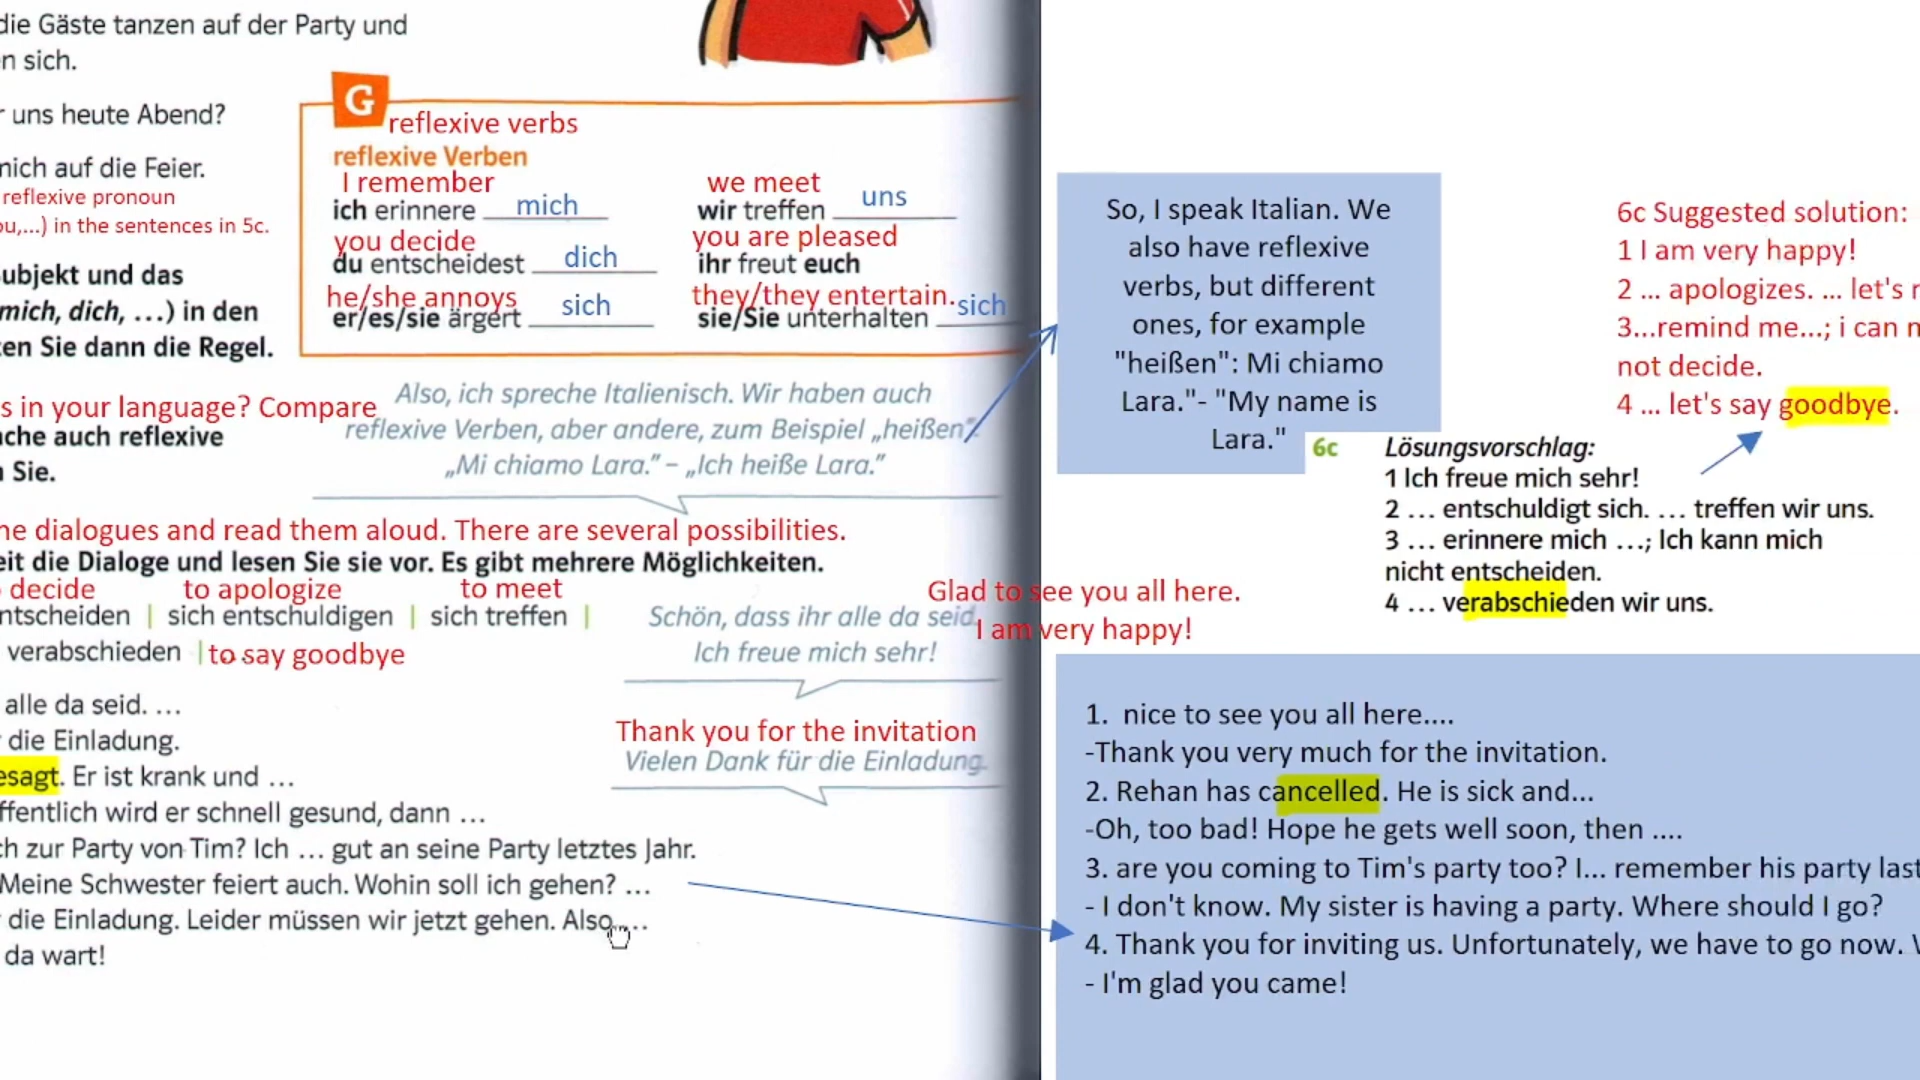 die Gäste tanzen auf der Party und
n sich.
r uns heute Abend?
mich auf die Feier.
reflexive pronoun
ou,...) in the sentences in 5c.
ubjekt und das
mich, dich, ...) in den
en Sie dann die Regel.
G
reflexive verbs
reflexive Verben
I remember
ich erinnere mich
you decide
du entscheidest dich
he/she annoys
er/es/sie ärgert sich
we meet
wir treffen uns
you are pleased
ihr freut euch
they/they entertain.
sie/Sie unterhalten sich
s in your language? Compare
ache auch reflexive
n Sie.
Also, ich spreche Italienisch. Wir haben auch
reflexive Verben, aber andere, zum Beispiel „heißen“:
„Mi chiamo Lara.“ – „Ich heiße Lara.“
So, I speak Italian. We
also have reflexive
verbs, but different
ones, for example
"heißen": Mi chiamo
Lara."- "My name is
Lara."
6c Suggested solution:
1 I am very happy!
2 ... apologizes. ... let's
3...remind me...; i can
not decide.
4 ... let's say goodbye.
6c Lösungsvorschlag:
1 Ich freue mich sehr!
2 ... entschuldigt sich. ... treffen wir uns.
3 ... erinnere mich ...; Ich kann mich
nicht entscheiden.
4 ... verabschieden wir uns.
he dialogues and read them aloud. There are several possibilities.
eit die Dialoge und lesen Sie sie vor. Es gibt mehrere Möglichkeiten.
decide to apologize to meet
ntscheiden | sich entschuldigen | sich treffen |
verabschieden | ... to say goodbye
Glad to see you all here.
I am very happy!
Schön, dass ihr alle da seid.
Ich freue mich sehr!
Thank you for the invitation
Vielen Dank für die Einladung.
alle da seid. ...
die Einladung.
esagt. Er ist krank und ...
ffentlich wird er schnell gesund, dann ...
ch zur Party von Tim? Ich ... gut an seine Party letztes Jahr.
Meine Schwester feiert auch. Wohin soll ich gehen? ...
die Einladung. Leider müssen wir jetzt gehen. Also ...
da wart!
1. nice to see you all here....
-Thank you very much for the invitation.
2. Rehan has cancelled. He is sick and...
-Oh, too bad! Hope he gets well soon, then ....
3. are you coming to Tim's party too? I... remember his party last
- I don't know. My sister is having a party. Where should I go?
4. Thank you for inviting us. Unfortunately, we have to go now.
- I'm glad you came!